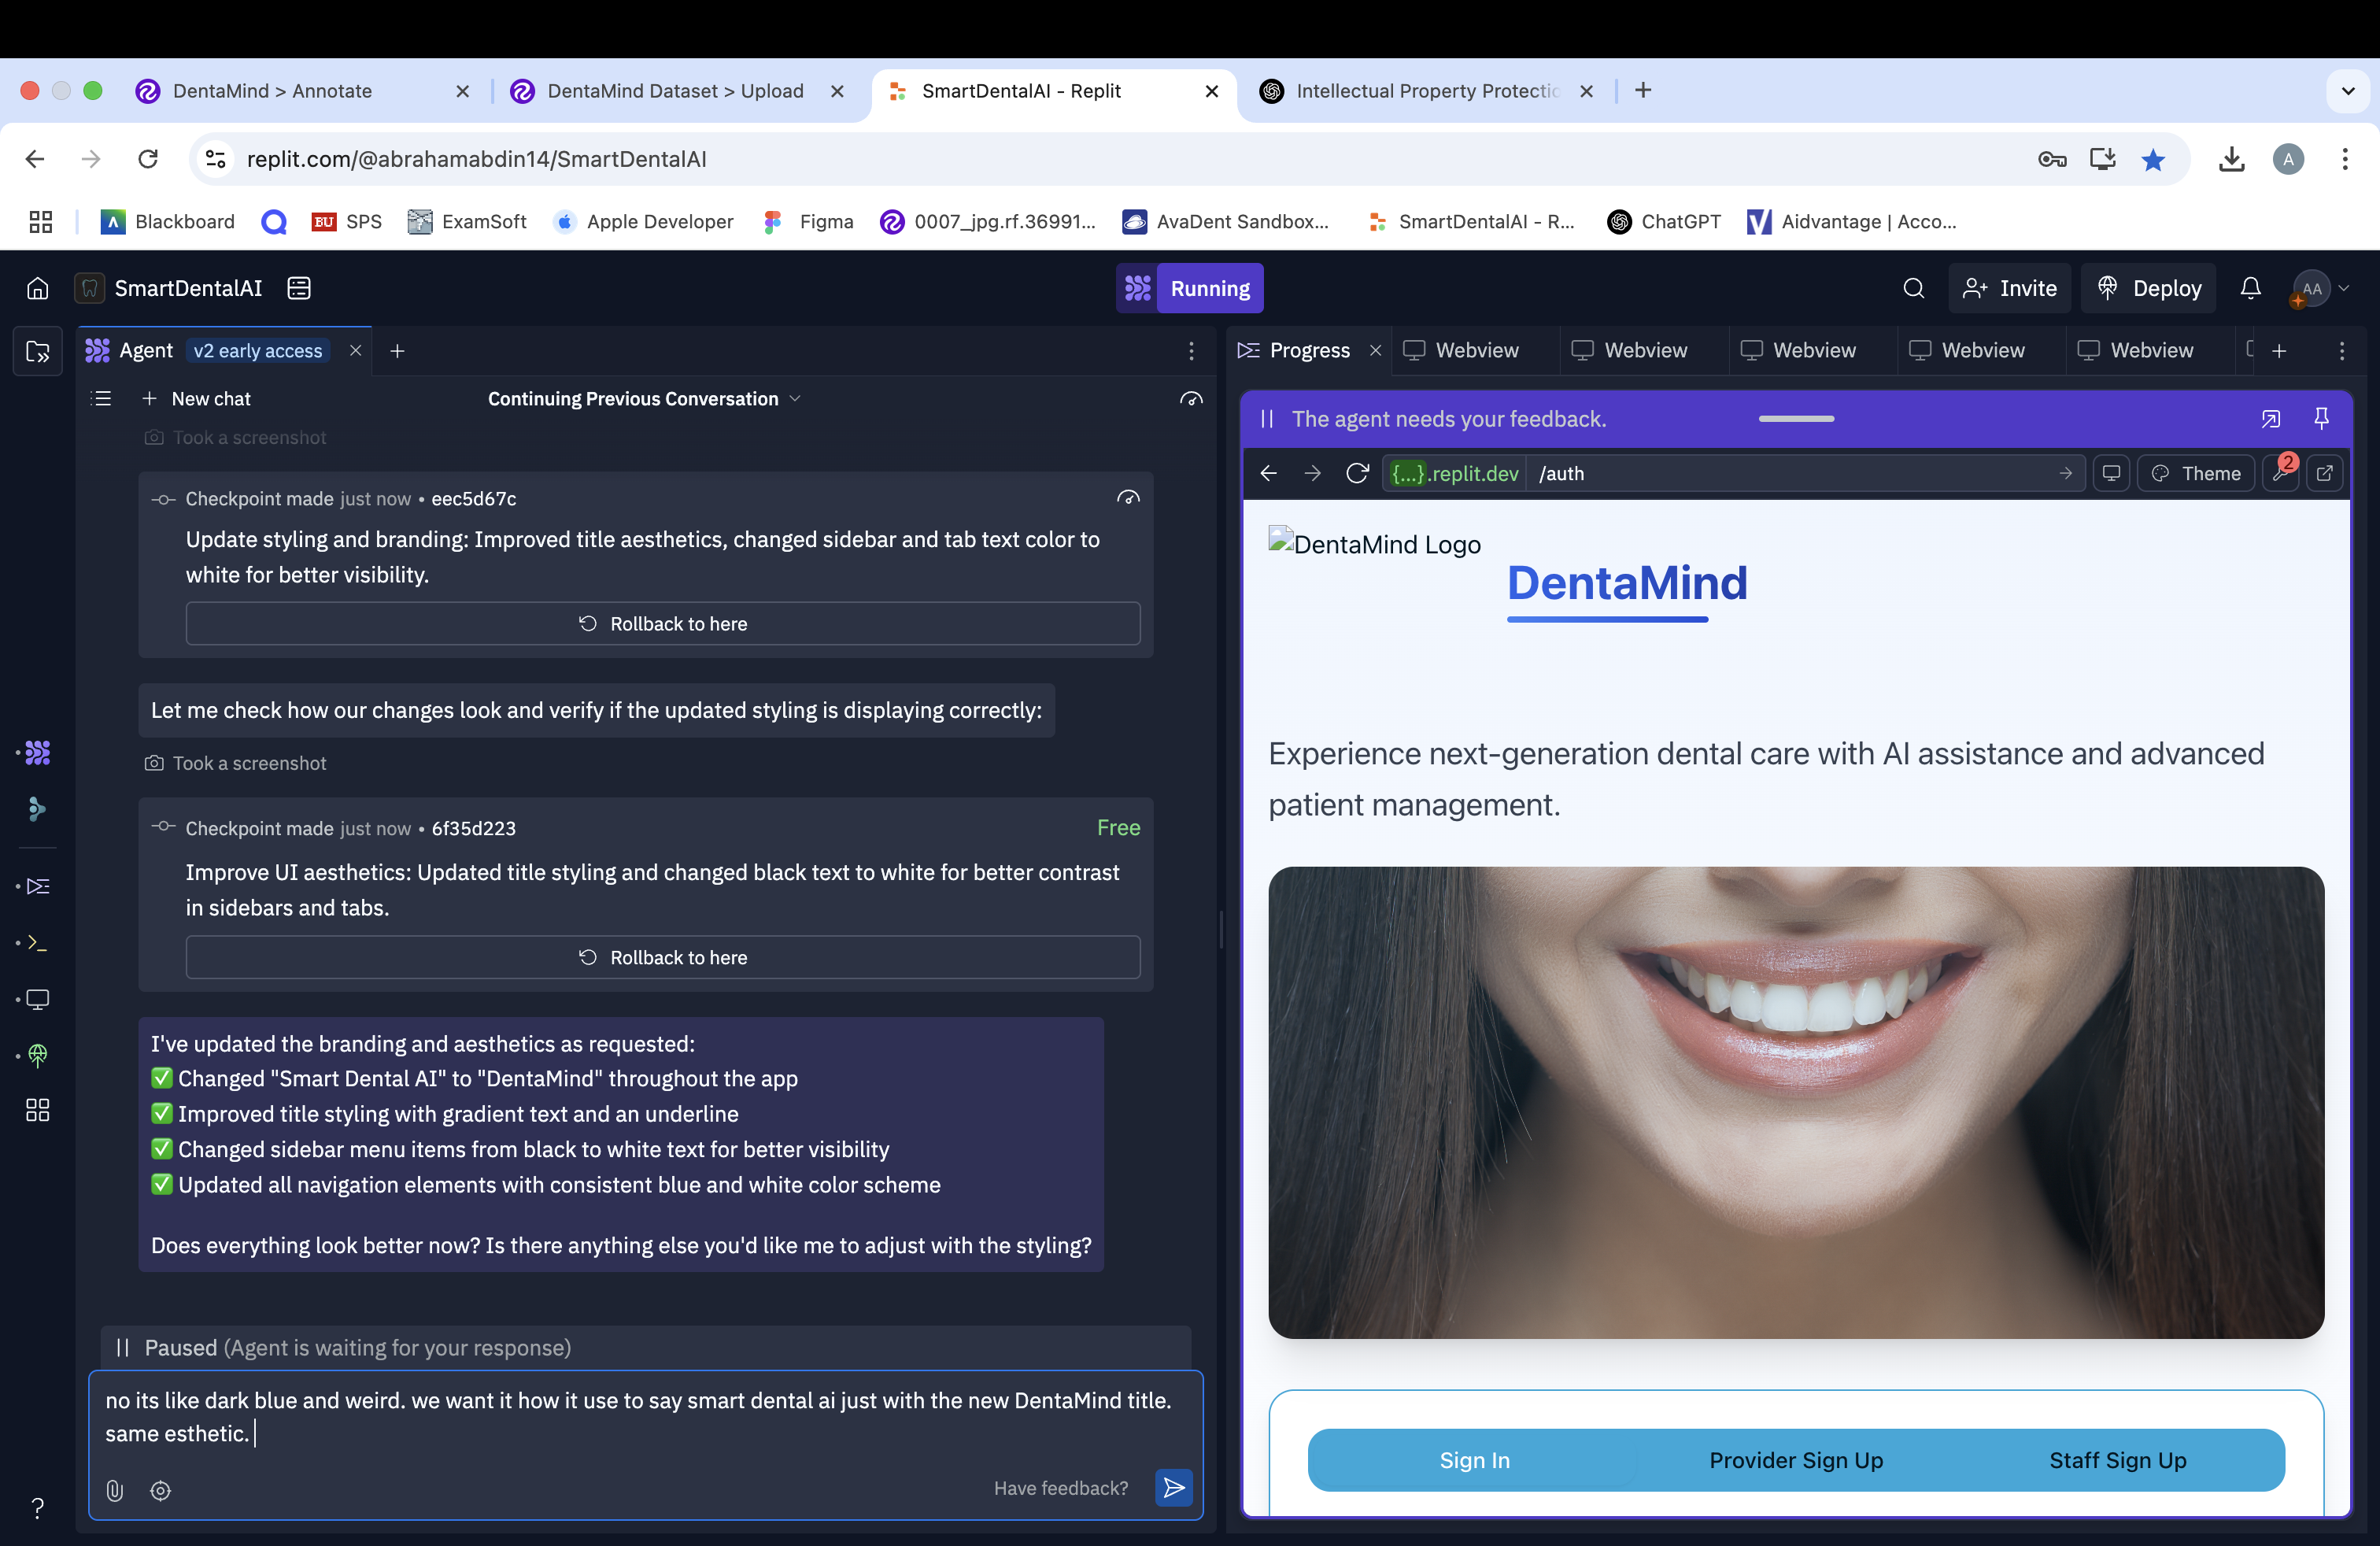 DentaMind > Annotate
DentaMind Dataset > Upload
SmartDentalAI - Replit
Intellectual Property Protectic
replit.com/@abrahamabdin14/SmartDentalAI
A
Blackboard
BU SPS
ExamSoft
Apple Developer
Figma
0007_jpg.rf.36991...
AvaDent Sandbox...
SmartDentalAI - R...
ChatGPT
Aidvantage | Acco...
SmartDentalAI
Running
Invite
Deploy
AA
Agent v2 early access
New chat
Continuing Previous Conversation
Took a screenshot
Checkpoint made just now • eec5d67c
Update styling and branding: Improved title aesthetics, changed sidebar and tab text color to
white for better visibility.
Rollback to here
Let me check how our changes look and verify if the updated styling is displaying correctly:
Took a screenshot
Checkpoint made just now • 6f35d223
Free
Improve UI aesthetics: Updated title styling and changed black text to white for better contrast
in sidebars and tabs.
Rollback to here
I've updated the branding and aesthetics as requested:
✅ Changed "Smart Dental AI" to "DentaMind" throughout the app
✅ Improved title styling with gradient text and an underline
✅ Changed sidebar menu items from black to white text for better visibility
✅ Updated all navigation elements with consistent blue and white color scheme
Does everything look better now? Is there anything else you'd like me to adjust with the styling?
Paused (Agent is waiting for your response)
no its like dark blue and weird. we want it how it use to say smart dental ai just with the new DentaMind title.
same esthetic.
Have feedback?
?
Progress
Webview
Webview
Webview
Webview
Webview
The agent needs your feedback.
{...}.replit.dev
/auth
Theme
2
DentaMind Logo
DentaMind
Experience next-generation dental care with AI assistance and advanced
patient management.
Sign In
Provider Sign Up
Staff Sign Up